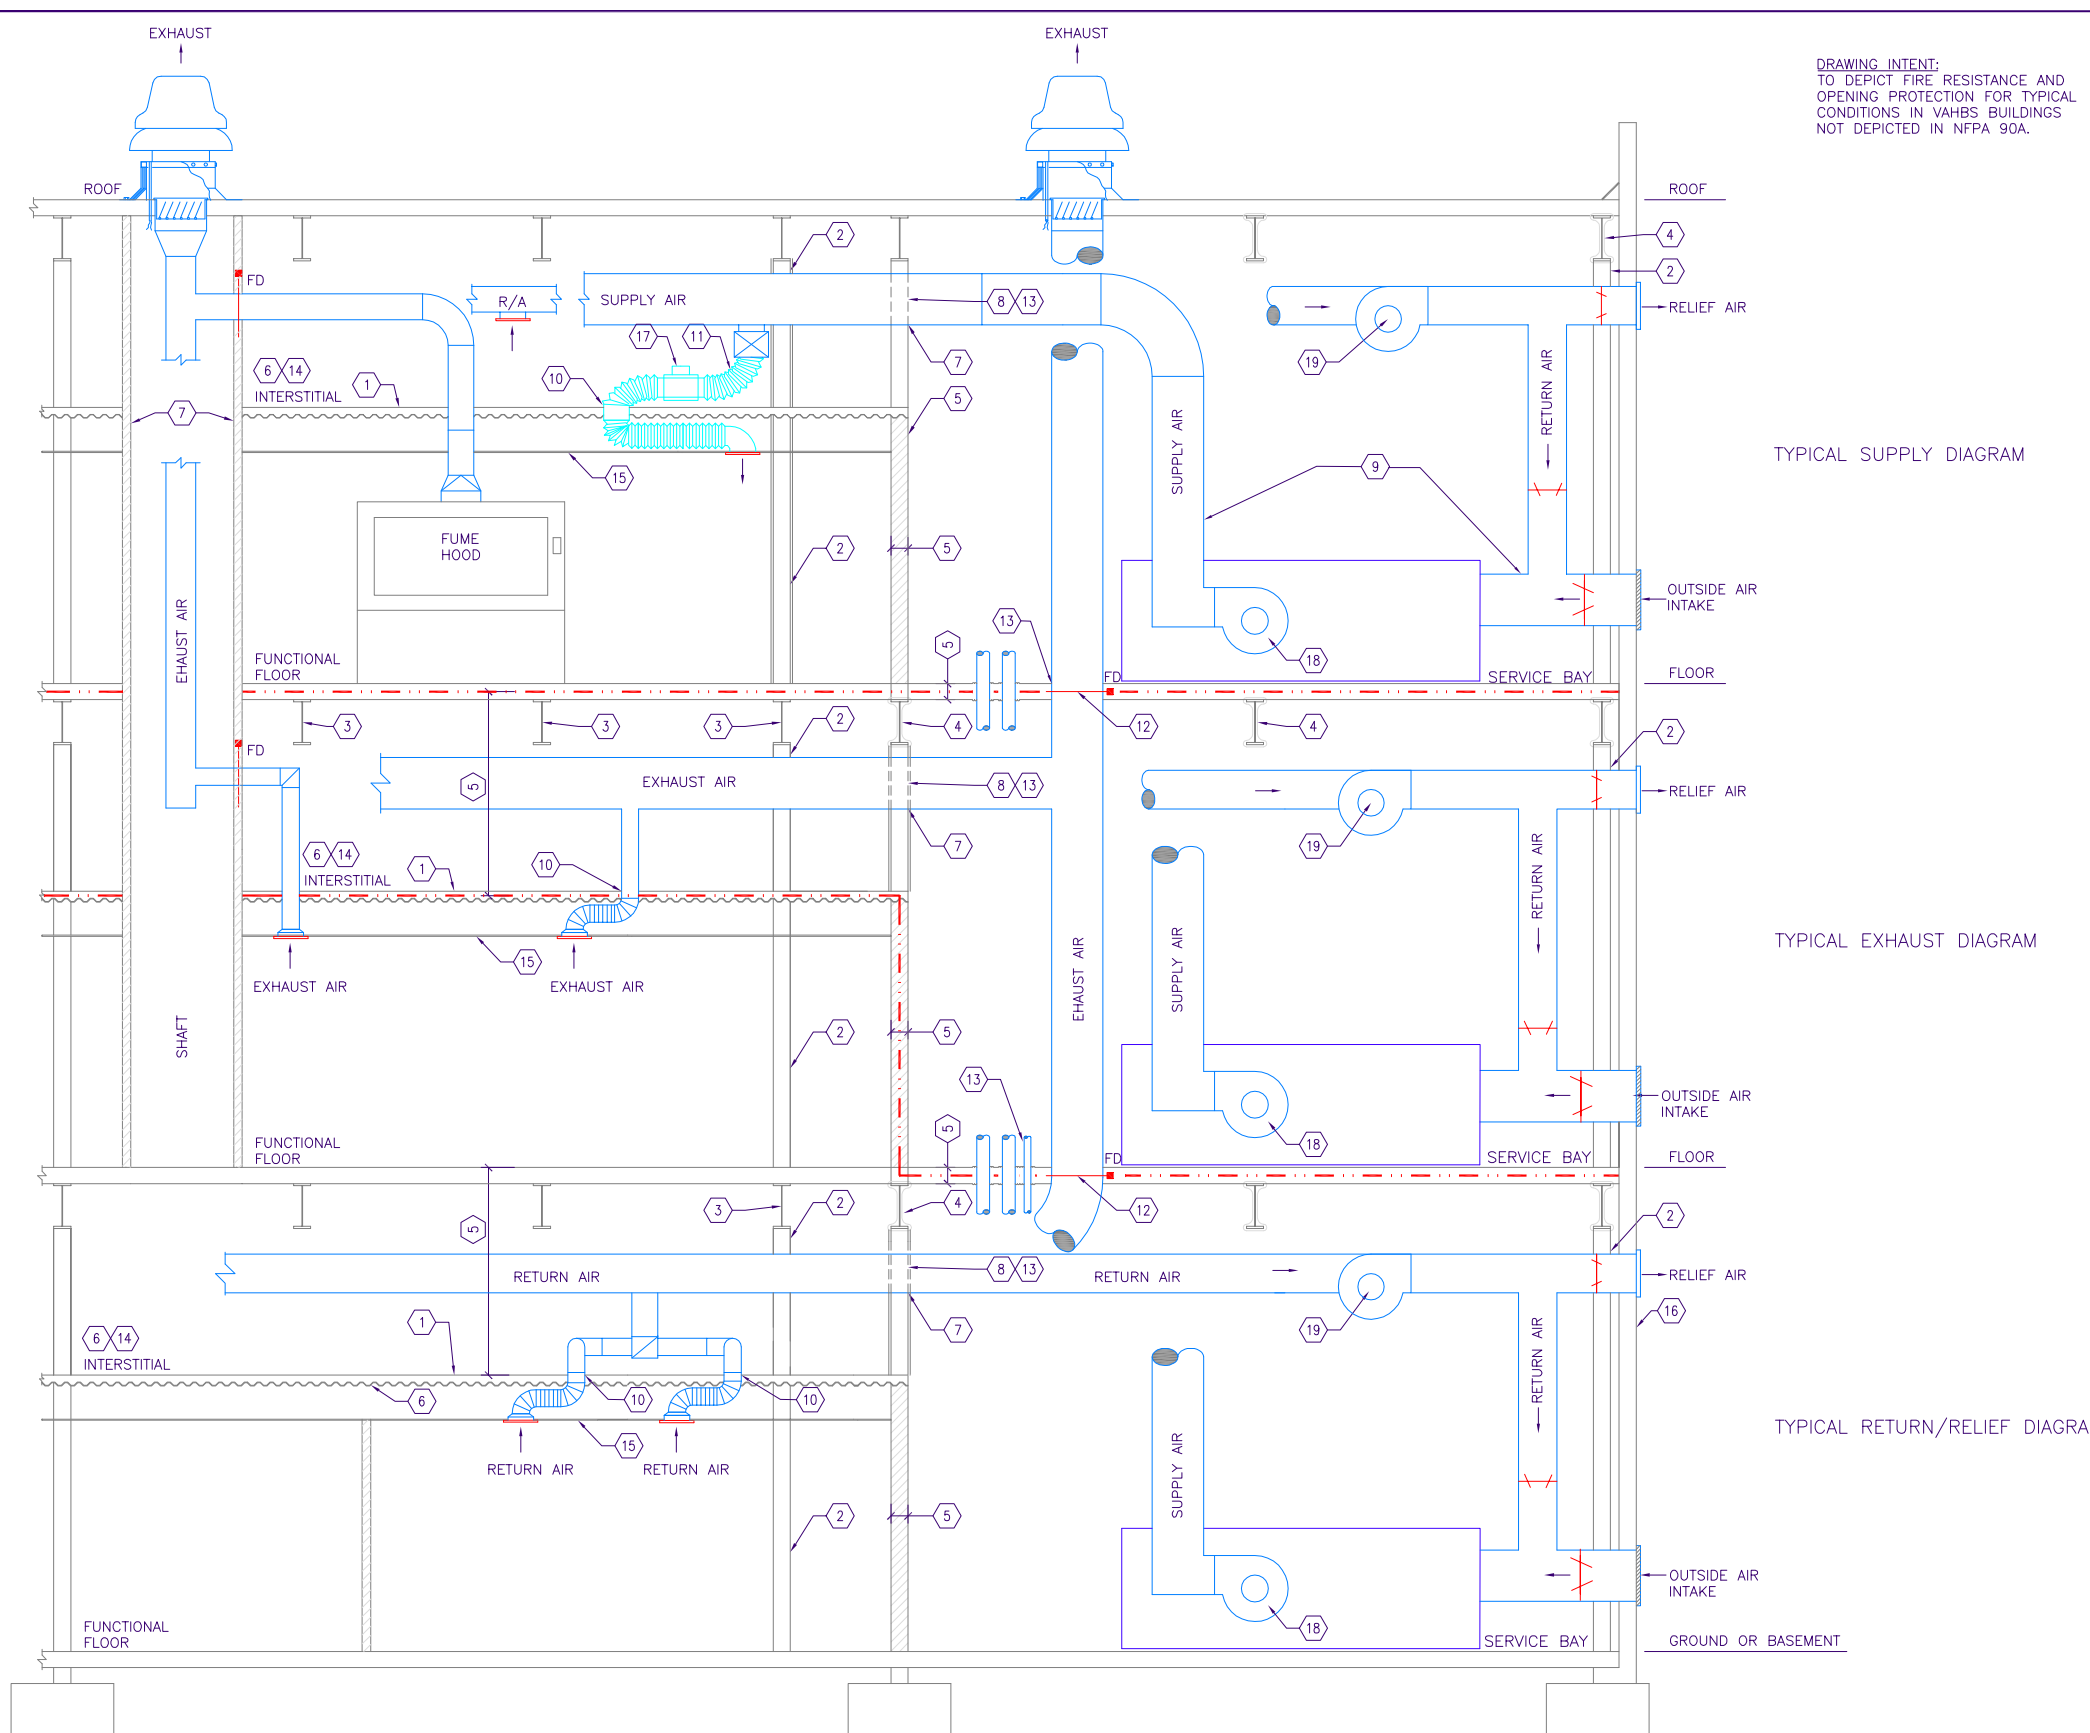 EXHAUST
EXHAUST
DRAWING INTENT:
TO DEPICT FIRE RESISTANCE AND
OPENING PROTECTION FOR TYPICAL
CONDITIONS IN VAHBS BUILDINGS
NOT DEPICTED IN NFPA 90A.
ROOF
ROOF
2
4
2
FD
R/A
SUPPLY AIR
8
13
RELIEF AIR
17
11
7
19
6
14
1
10
INTERSTITIAL
5
RETURN AIR
7
TYPICAL SUPPLY DIAGRAM
15
SUPPLY AIR
9
FUME
HOOD
2
5
OUTSIDE AIR
INTAKE
EHAUST AIR
13
5
18
FUNCTIONAL
FLOOR
FD
SERVICE BAY
FLOOR
3
3
3
2
4
12
4
2
FD
5
EXHAUST AIR
8
13
RELIEF AIR
6
14
1
10
7
19
INTERSTITIAL
RETURN AIR
15
TYPICAL EXHAUST DIAGRAM
EXHAUST AIR
EXHAUST AIR
EHAUST AIR
SUPPLY AIR
SHAFT
2
5
13
OUTSIDE AIR
INTAKE
5
18
FUNCTIONAL
FLOOR
FD
SERVICE BAY
FLOOR
3
2
4
12
2
5
RETURN AIR
8
13
RETURN AIR
RELIEF AIR
6
14
1
7
19
16
INTERSTITIAL
RETURN AIR
6
10
10
15
TYPICAL RETURN/RELIEF DIAGRA
RETURN AIR
RETURN AIR
SUPPLY AIR
2
5
OUTSIDE AIR
INTAKE
18
FUNCTIONAL
FLOOR
SERVICE BAY
GROUND OR BASEMENT